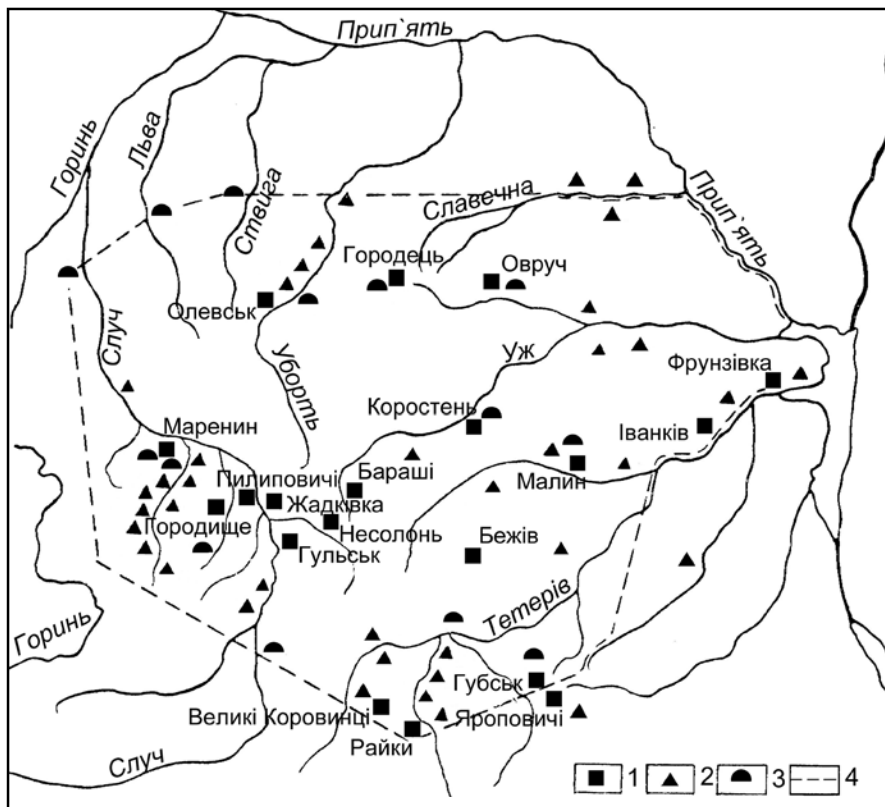 Прип`ять
Горинь
Льва
Ствига
Славечна
Прип`ять
Городець
Овруч
Олевськ
Случ
Уборть
Уж
Фрунзівка
Коростень
Маренин
Іванків
Пилиповичі
Бараші
Малин
Жадківка
Городище
Несолонь
Гульськ
Бежів
Горинь
Тетерів
Губськ
Великі Коровинці
Яроповичі
Райки
Случ
1 2 3 4